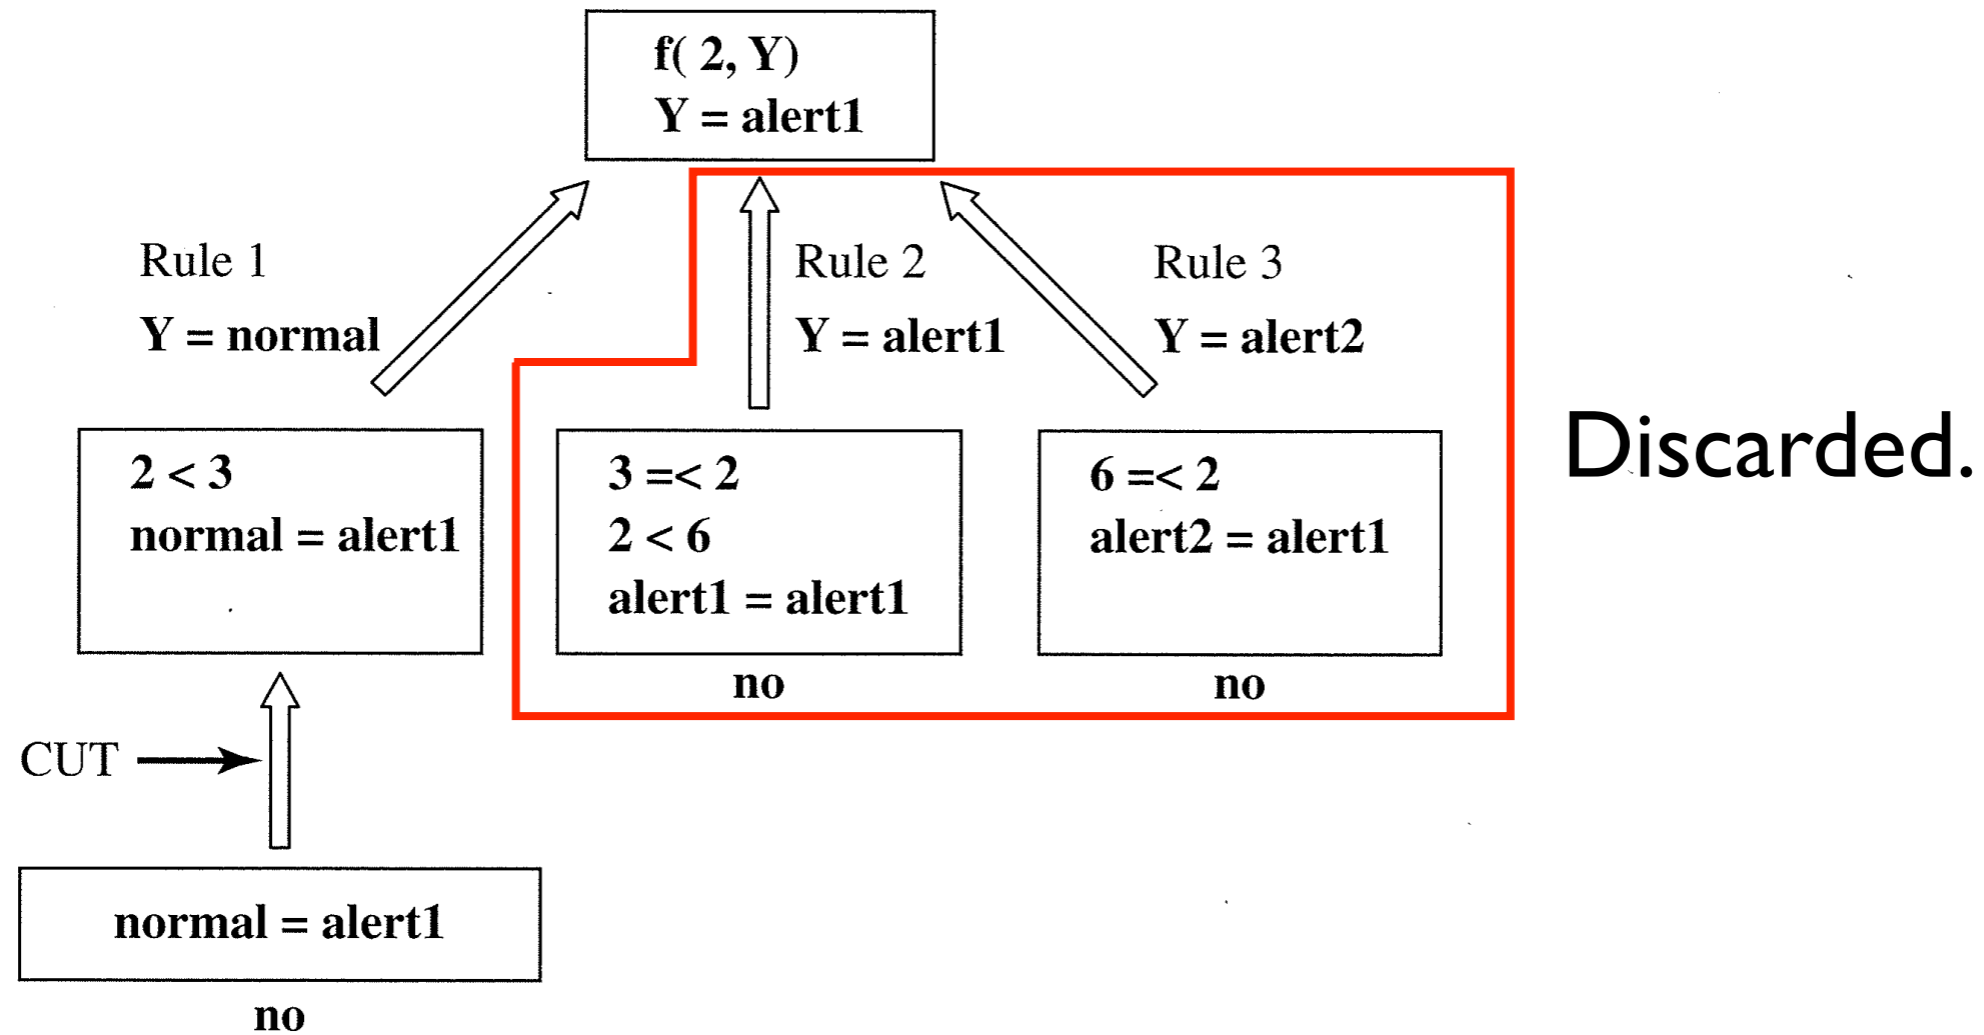 f( 2, Y)
Y = alert1
Rule 1
Y = normal
Rule 2
Y = alert1
Rule 3
Y = alert2
2 < 3
normal = alert1
3 =< 2
2 < 6
alert1 = alert1
no
6 =< 2
alert2 = alert1
no
Discarded.
CUT
normal = alert1
no